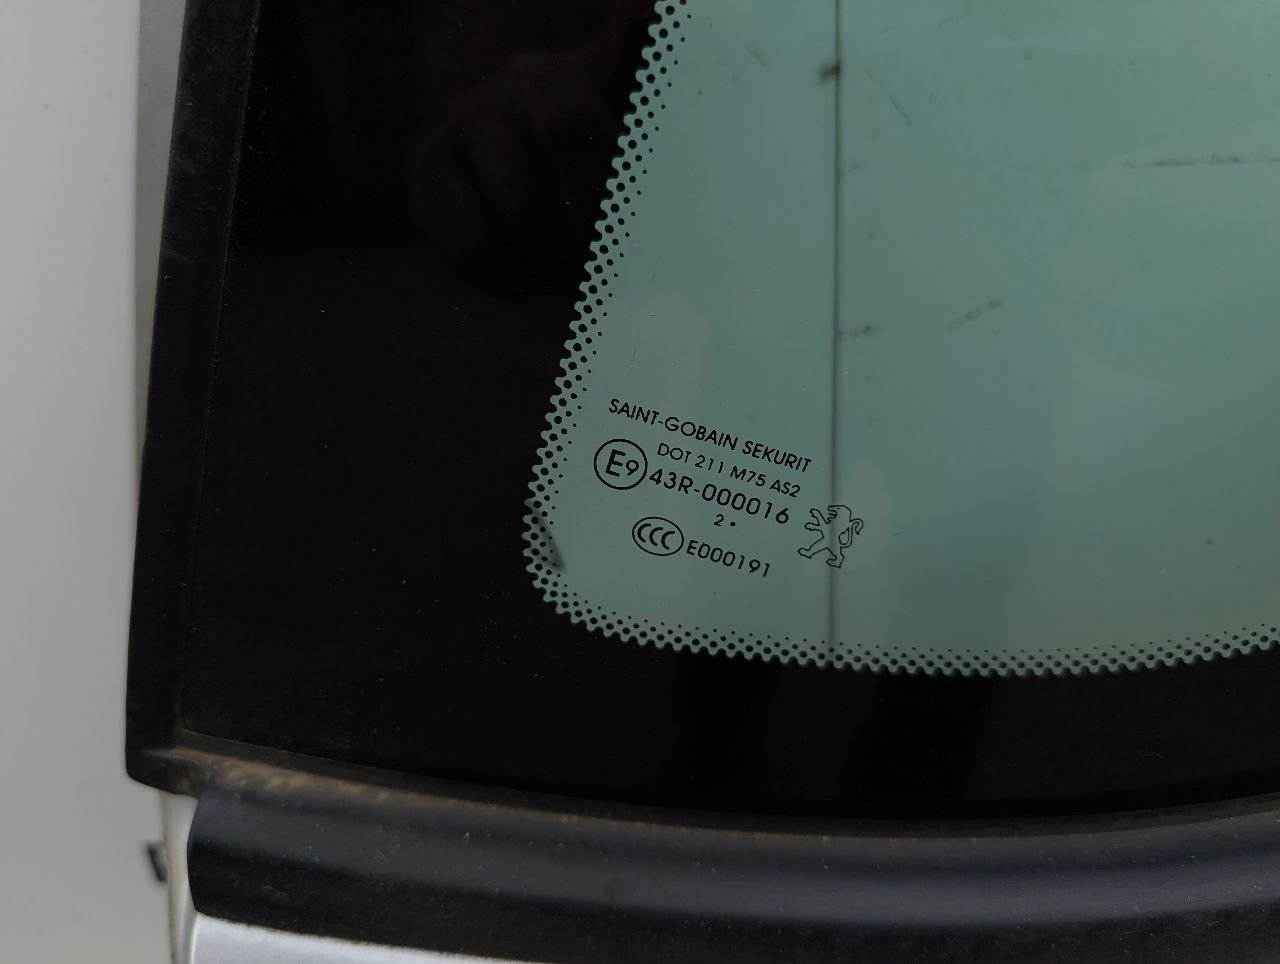 SAINT-GOBAIN SEKURIT
DOT 211 M75 AS2
E9 43R-000016
2 •
CCC E000191